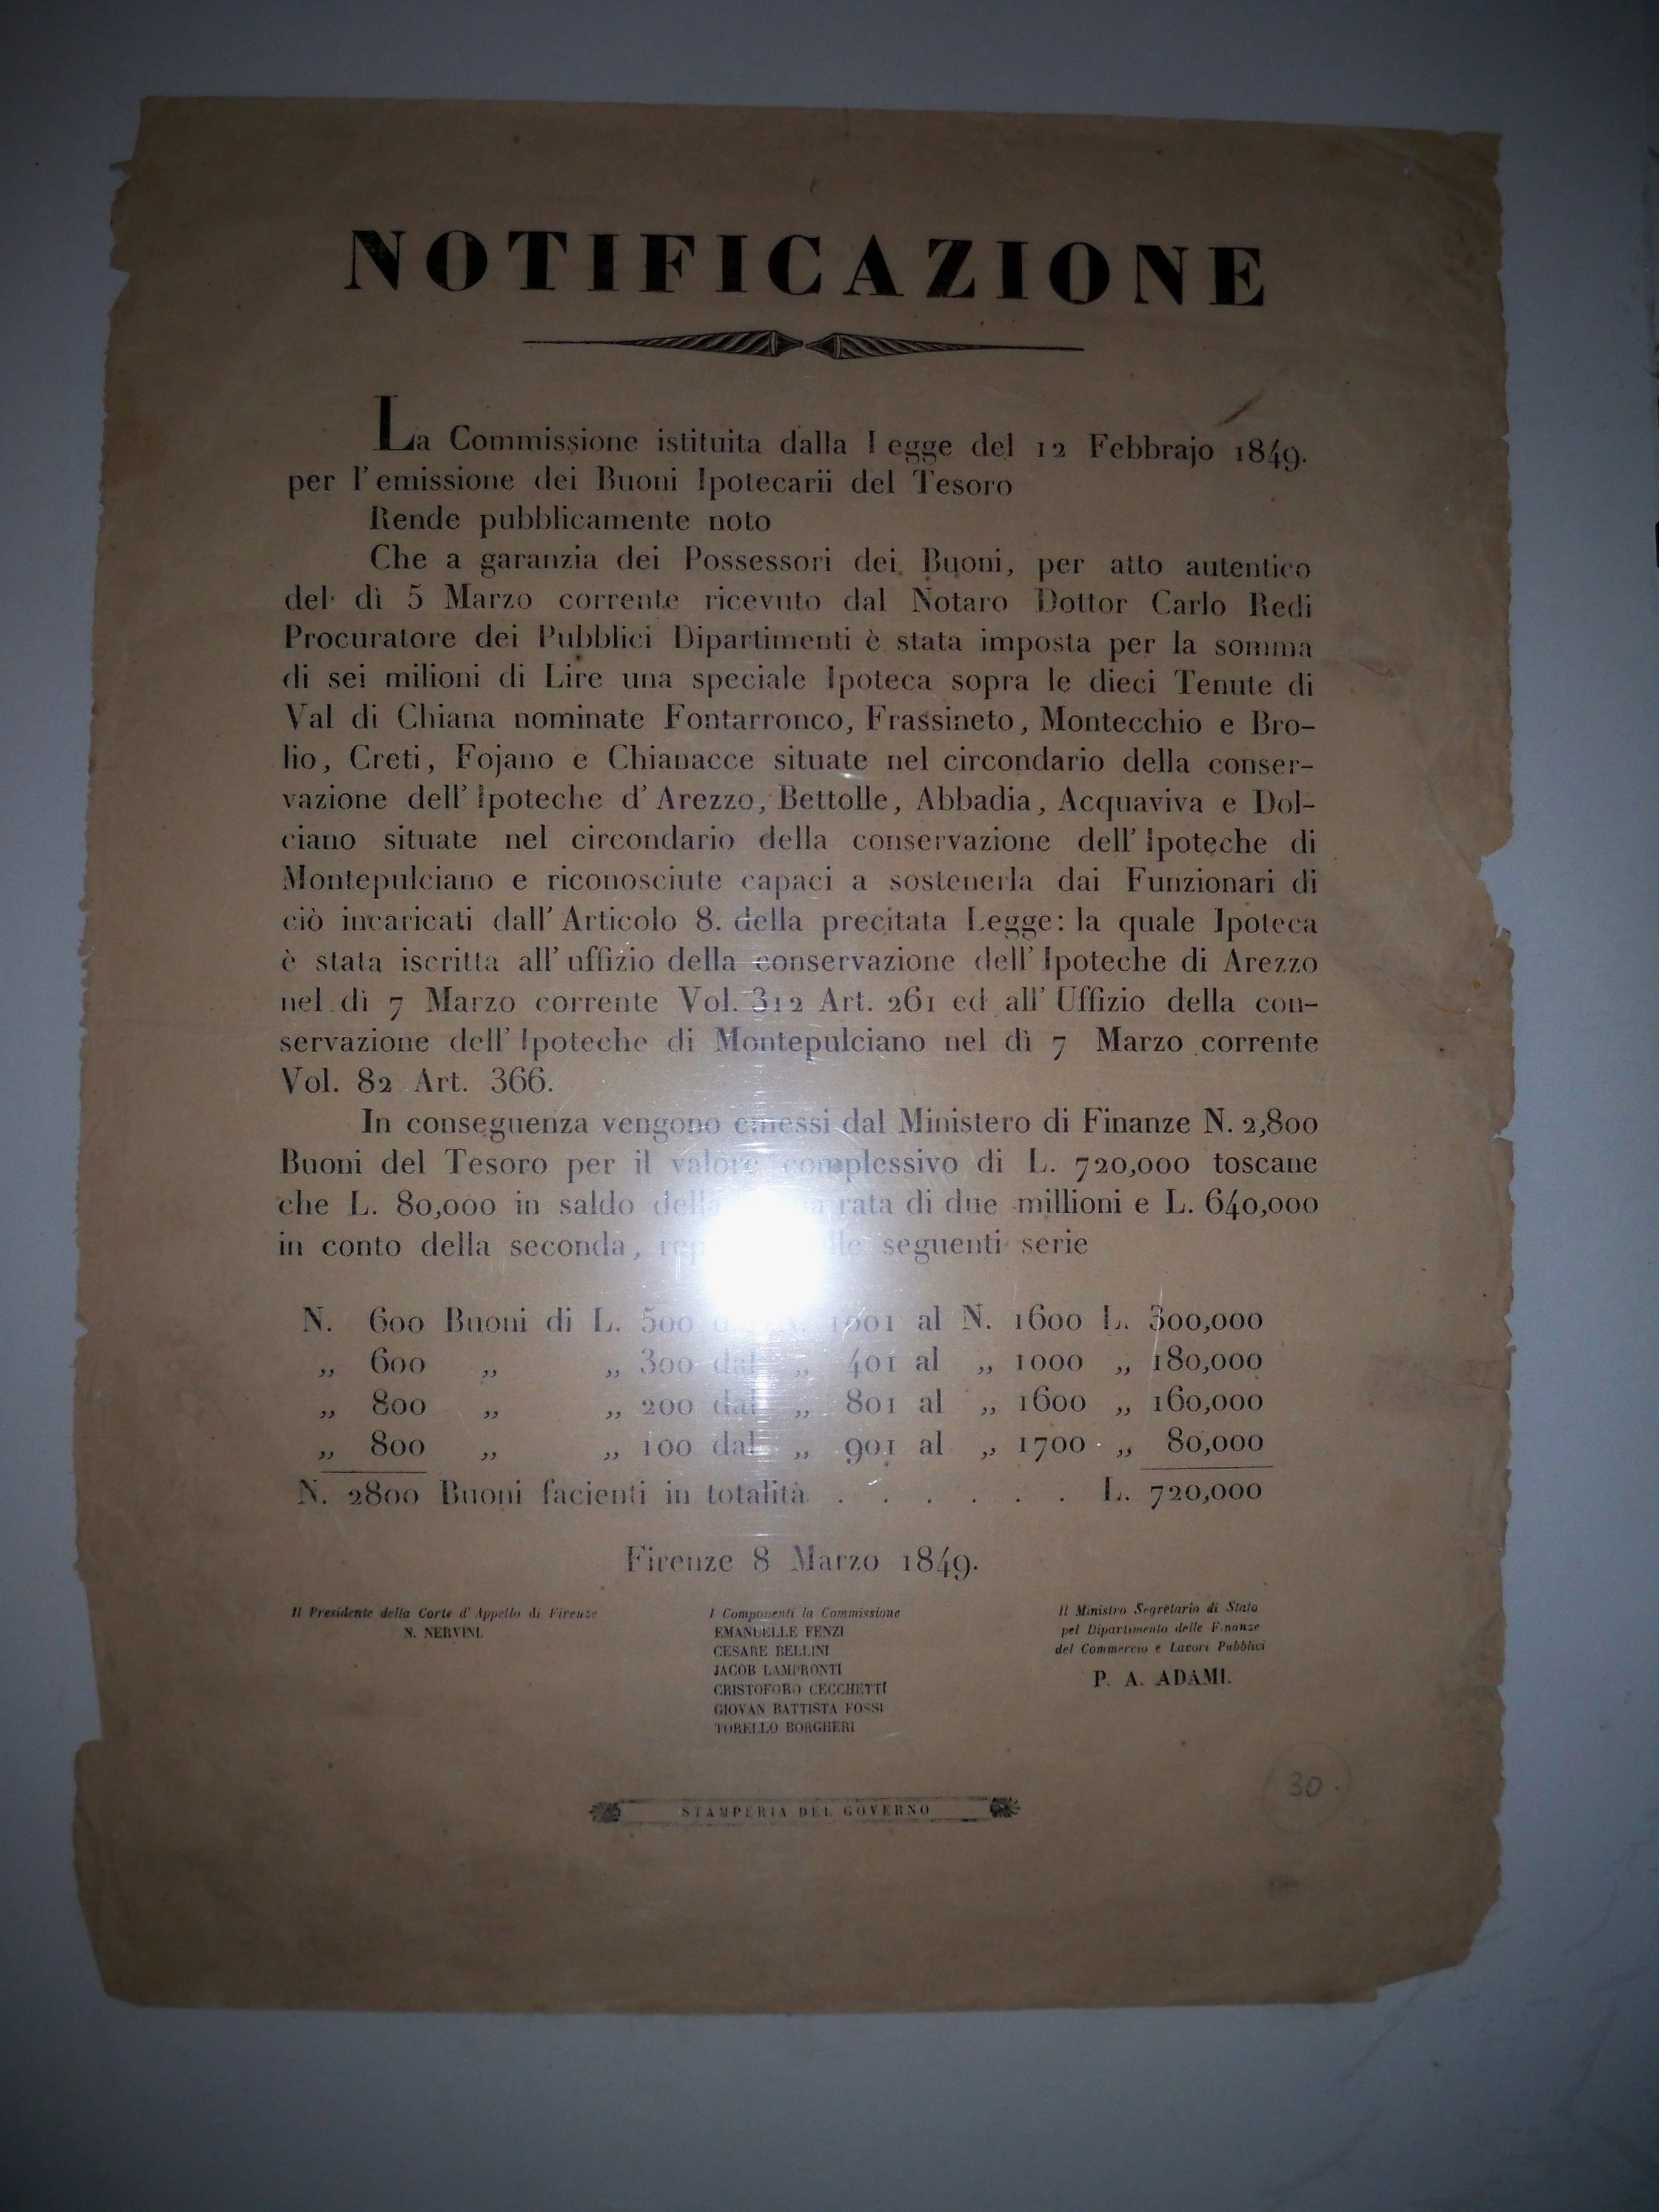 NOTIFICAZIONE
La Commissione istituita dalla Legge del 12 Febbrajo 1849.
per l'emissione dei Buoni Ipotecarii del Tesoro
Rende pubblicamente noto
Che a garanzia dei Possessori dei Buoni, per atto autentico
del dì 5 Marzo corrente ricevuto dal Notaro Dottor Carlo Redi
Procuratore dei Pubblici Dipartimenti è stata imposta per la somma
di sei milioni di Lire una speciale Ipoteca sopra le dieci Tenute di
Val di Chiana nominate Fontarronco, Frassineto, Montecchio e Bro-
lio, Creti, Fojano e Chianacce situate nel circondario della conser-
vazione dell'Ipoteche d'Arezzo, Bettolle, Abbadia, Acquaviva e Dol-
ciano situate nel circondario della conservazione dell'Ipoteche di
Montepulciano e riconosciute capaci a sostenerla dai Funzionari di
ciò incaricati dall'Articolo 8. della precitata Legge: la quale Ipoteca
è stata iscritta all'uffizio della conservazione dell'Ipoteche di Arezzo
nel dì 7 Marzo corrente Vol. 312 Art. 261 ed all'Uffizio della con-
servazione dell'Ipoteche di Montepulciano nel dì 7 Marzo corrente
Vol. 82 Art. 366.
In conseguenza vengono emessi dal Ministero di Finanze N. 2,800
Buoni del Tesoro per il valore complessivo di L. 720,000 toscane
che L. 80,000 in saldo della rata di due millioni e L. 640,000
in conto della seconda, seguenti serie
N. 600 Buoni di L. 500 1001 al N. 1600 L. 300,000
„ 600 „ „ 300 dal „ 401 al „ 1000 „ 180,000
„ 800 „ „ 200 dal „ 801 al „ 1600 „ 160,000
„ 800 „ „ 100 dal „ 901 al „ 1700 „ 80,000
N. 2800 Buoni facienti in totalità . . . . . . L. 720,000
Firenze 8 Marzo 1849.
Il Presidente della Corte d'Appello di Firenze
N. NERVINI.
I Componenti la Commissione
EMANUELLE FENZI
CESARE BELLINI
JACOB LAMPRONTI
CRISTOFORO CECCHETTI
GIOVAN BATTISTA FOSSI
TORELLO BORGHERI
Il Ministro Segretario di Stato
pel Dipartimento delle Finanze
del Commercio e Lavori Pubblici
P. A. ADAMI.
30.
STAMPERIA DEL GOVERNO